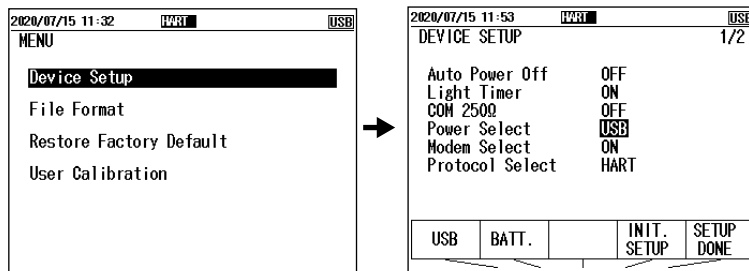 2020/07/15 11:32 HART USB
MENU
Device Setup
File Format
Restore Factory Default
User Calibration
2020/07/15 11:53 HART USB
DEVICE SETUP 1/2
Auto Power Off OFF
Light Timer ON
COM 250Ω OFF
Power Select USB
Modem Select ON
Protocol Select HART
USB BATT. INIT. SETUP SETUP DONE